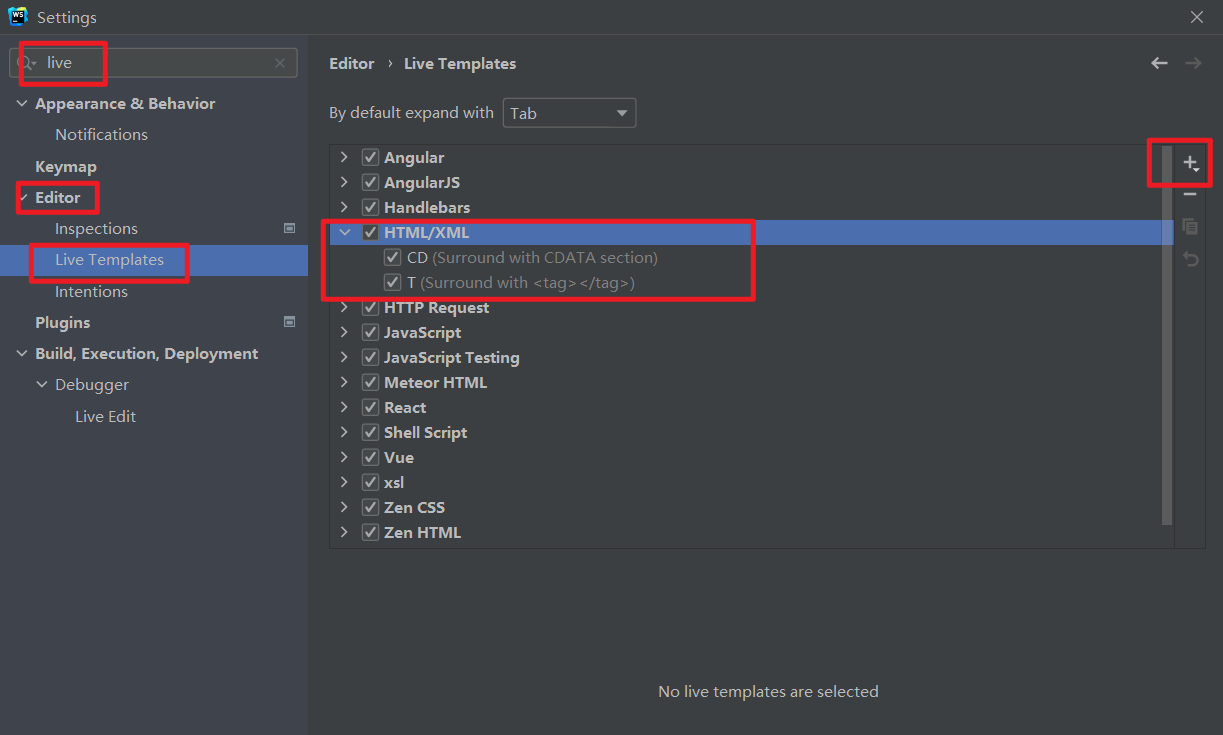 WS
Settings
live
Appearance & Behavior
Notifications
Keymap
Editor
Inspections
Live Templates
Intentions
Plugins
Build, Execution, Deployment
Debugger
Live Edit
Editor › Live Templates
By default expand with Tab
Angular
AngularJS
Handlebars
HTML/XML
CD (Surround with CDATA section)
T (Surround with <tag></tag>)
HTTP Request
JavaScript
JavaScript Testing
Meteor HTML
React
Shell Script
Vue
xsl
Zen CSS
Zen HTML
No live templates are selected